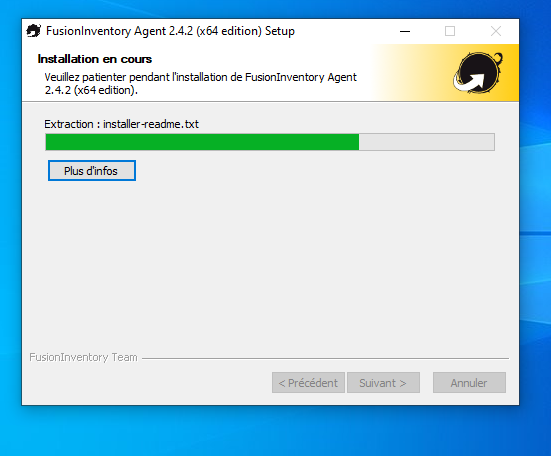 FusionInventory Agent 2.4.2 (x64 edition) Setup
Installation en cours
Veuillez patienter pendant l'installation de FusionInventory Agent
2.4.2 (x64 edition).
Extraction : installer-readme.txt
Plus d'infos
FusionInventory Team
< Précédent Suivant > Annuler